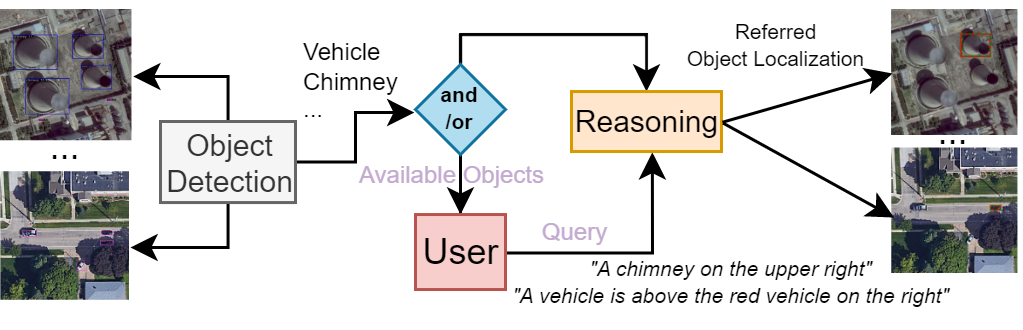 ...
Object
Detection
Vehicle
Chimney
...
and
/or
Available Objects
User
Query
Reasoning
Referred
Object Localization
...
"A chimney on the upper right"
"A vehicle is above the red vehicle on the right"